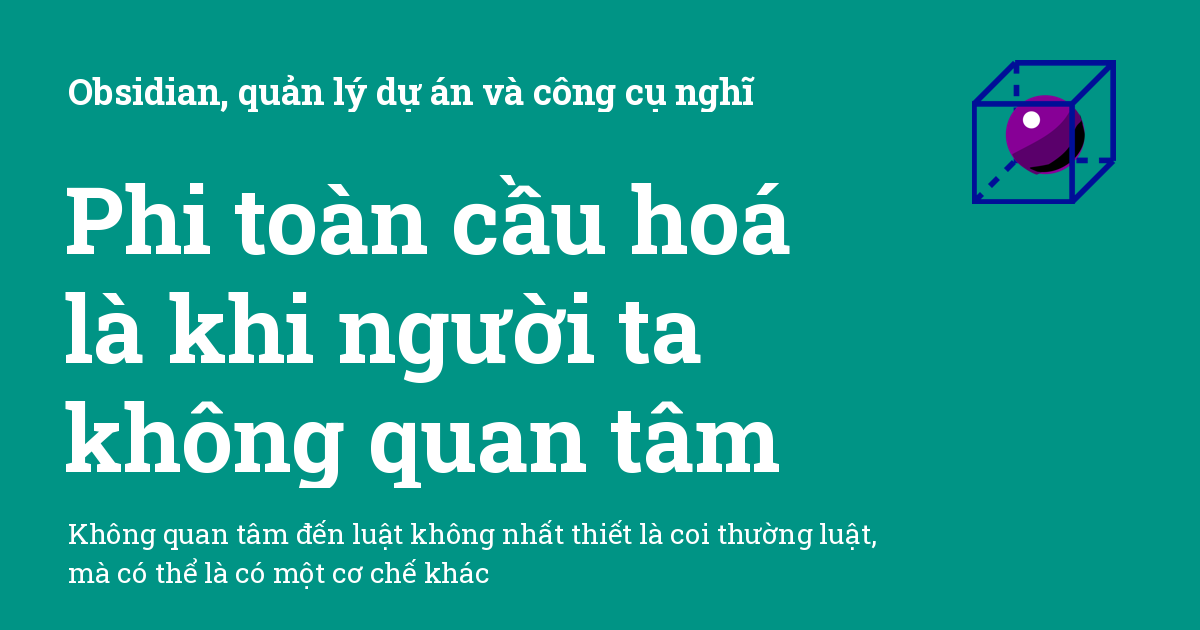 Obsidian, quản lý dự án và công cụ nghĩ
Phi toàn cầu hoá
là khi người ta
không quan tâm
Không quan tâm đến luật không nhất thiết là coi thường luật,
mà có thể là có một cơ chế khác